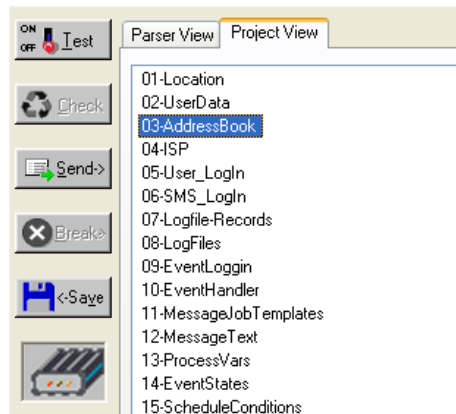 ON
OFF
Test
Check
Send->
Break->
<-Save
Parser View
Project View
01-Location
02-UserData
03-AddressBook
04-ISP
05-User_LogIn
06-SMS_LogIn
07-Logfile-Records
08-LogFiles
09-EventLoggin
10-EventHandler
11-MessageJobTemplates
12-MessageText
13-ProcessVars
14-EventStates
15-ScheduleConditions